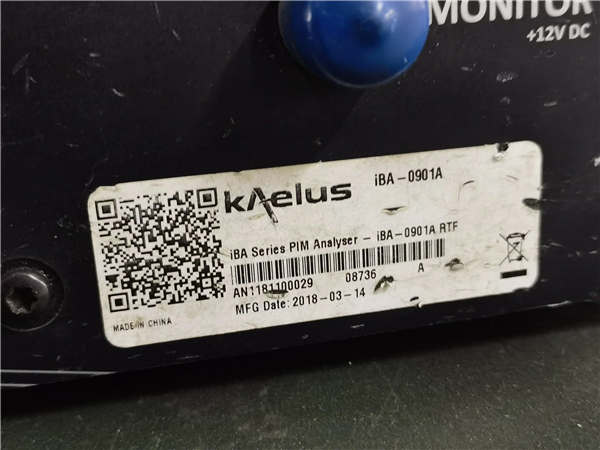 MONITOR
+12V DC
kAelus iBA-0901A
iBA Series PIM Analyser - iBA-0901A RTF
AN1181100029 08736 A
MFG Date: 2018-03-14
MADE IN CHINA